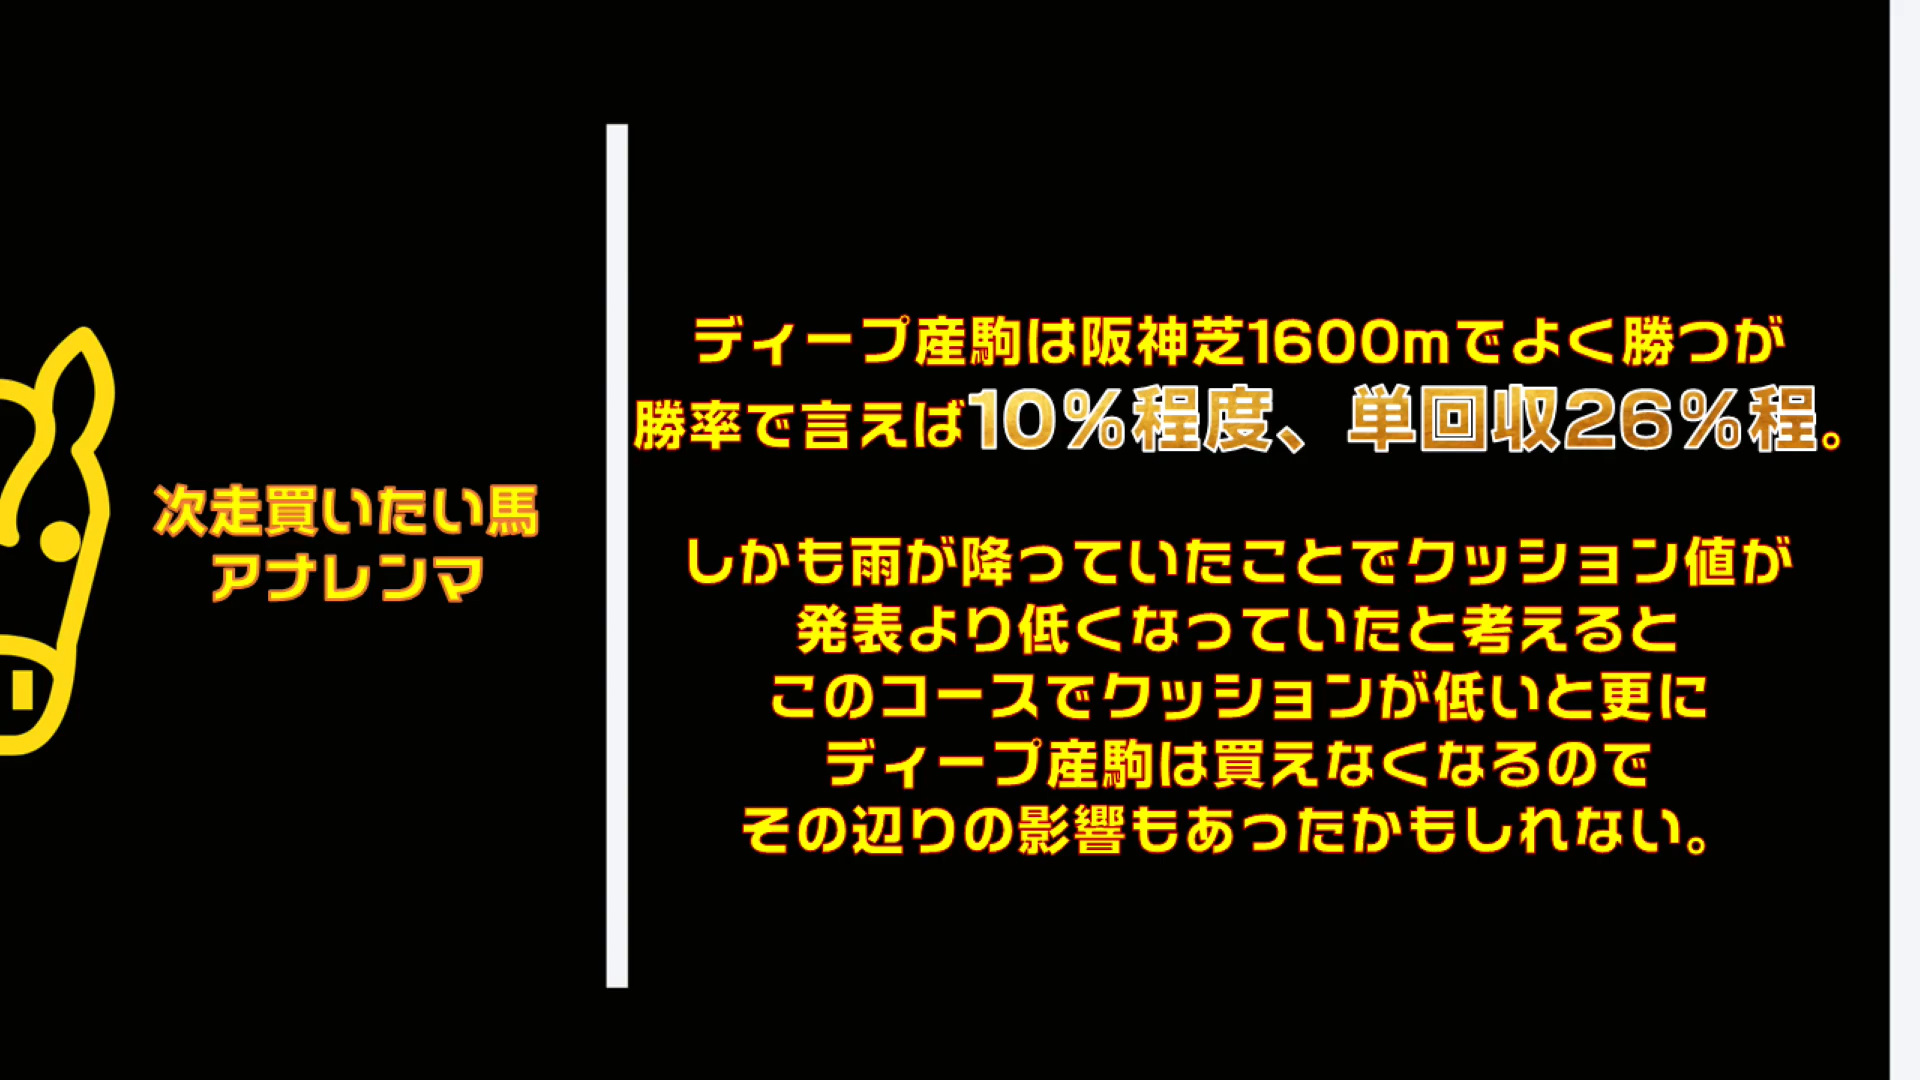 次走買いたい馬
アナレンマ
ディープ産駒は阪神芝1600mでよく勝つが
勝率で言えば10%程度、単回収26%程。
しかも雨が降っていたことでクッション値が
発表より低くなっていたと考えると
このコースでクッションが低いと更に
ディープ産駒は買えなくなるので
その辺りの影響もあったかもしれない。